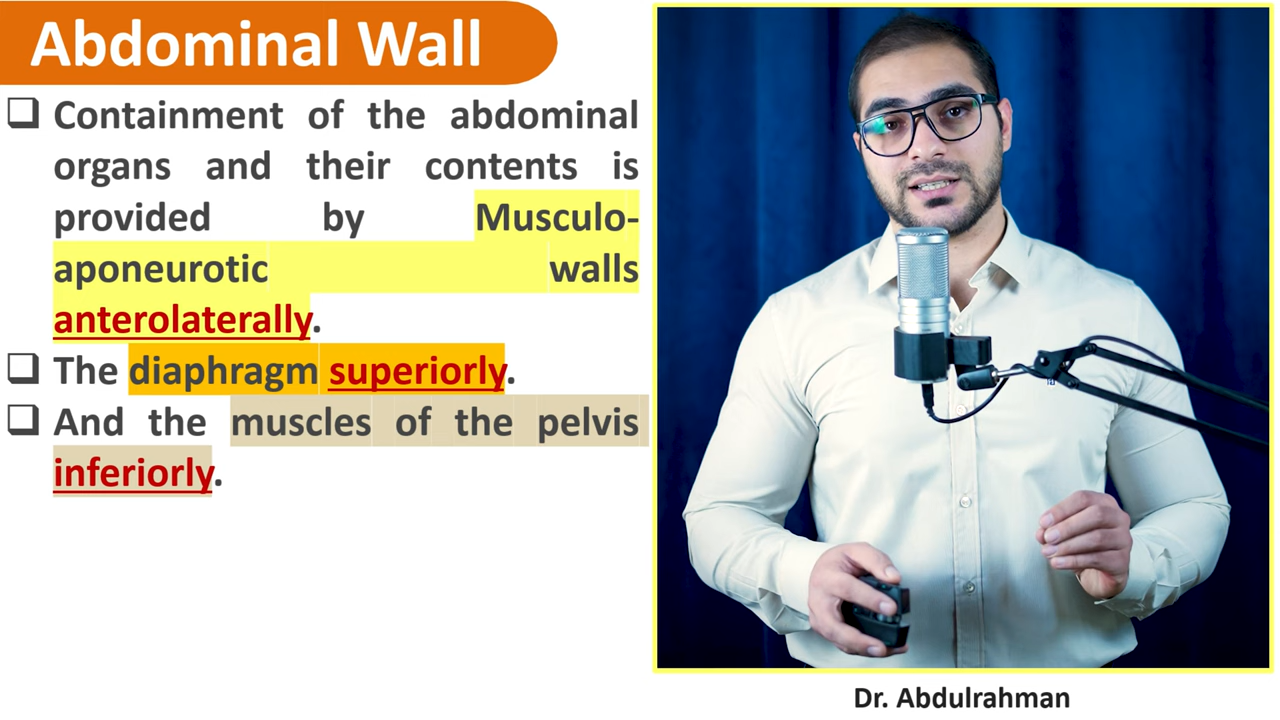 Abdominal Wall
❑ Containment of the abdominal
organs and their contents is
provided by Musculo-
aponeurotic walls
anterolaterally.
❑ The diaphragm superiorly.
❑ And the muscles of the pelvis
inferiorly.
Dr. Abdulrahman